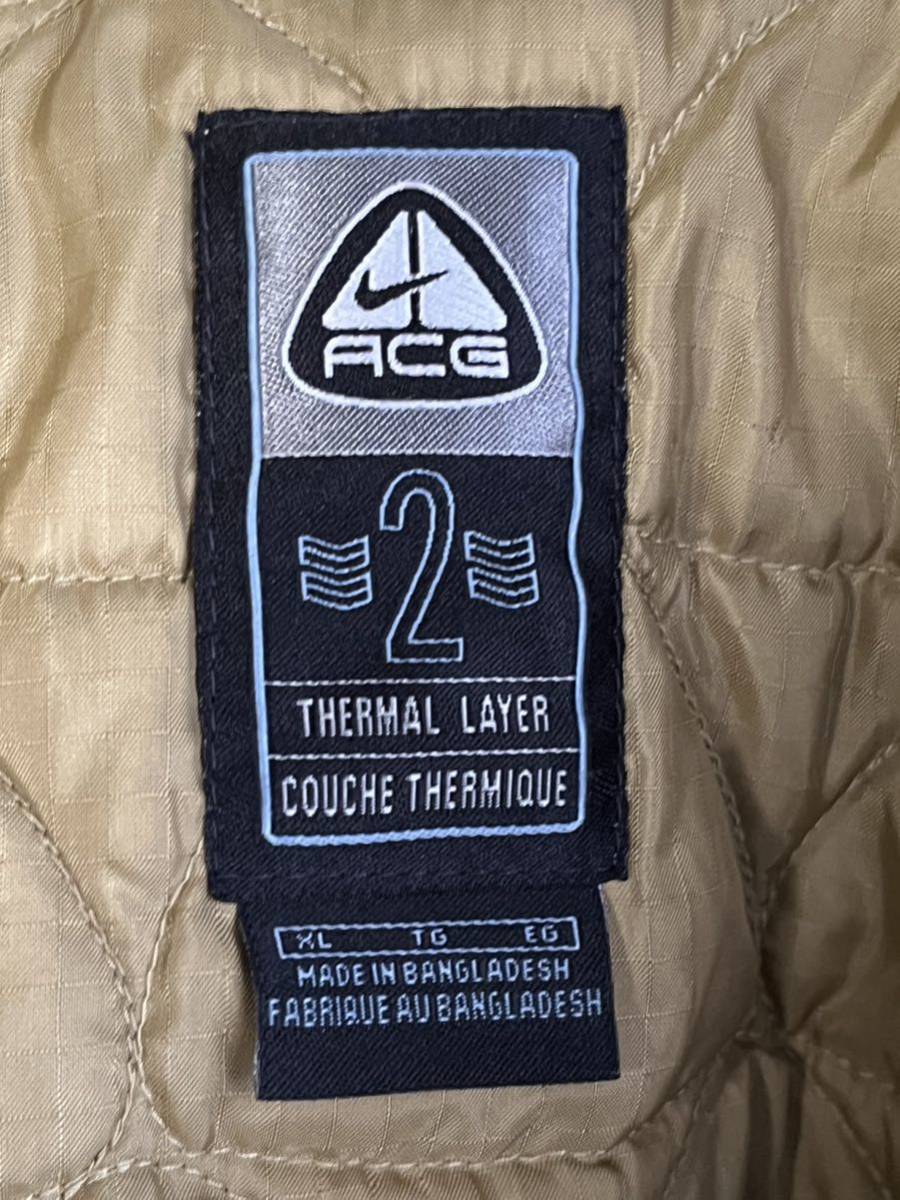 ACG
2
THERMAL LAYER
COUCHE THERMIQUE
XL TG EG
MADE IN BANGLADESH
FABRIQUE AU BANGLADESH